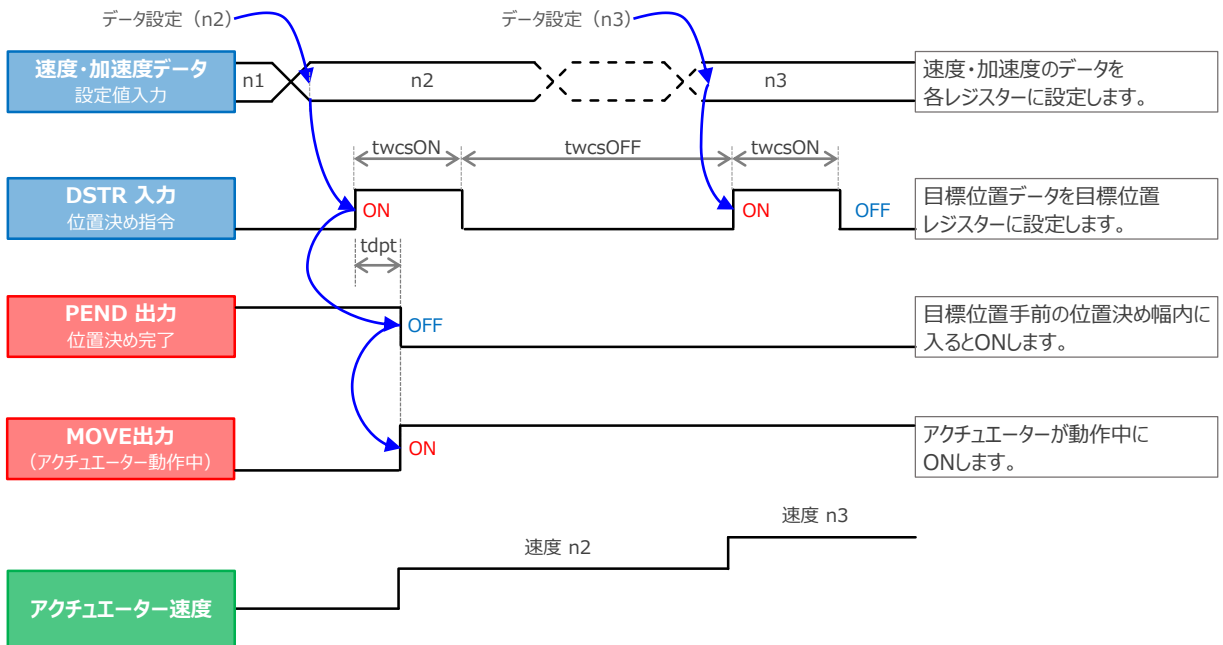 データ設定（n2）
データ設定（n3）
速度・加速度データ
設定値入力
n1
n2
n3
速度・加速度のデータを
各レジスターに設定します。
twcsON
twcsOFF
twcsON
DSTR 入力
位置決め指令
ON
ON
OFF
目標位置データを目標位置
レジスターに設定します。
tdpt
PEND 出力
位置決め完了
OFF
目標位置手前の位置決め幅内に
入るとONします。
MOVE出力
（アクチュエーター動作中）
ON
アクチュエーターが動作中に
ONします。
速度 n3
速度 n2
アクチュエーター速度